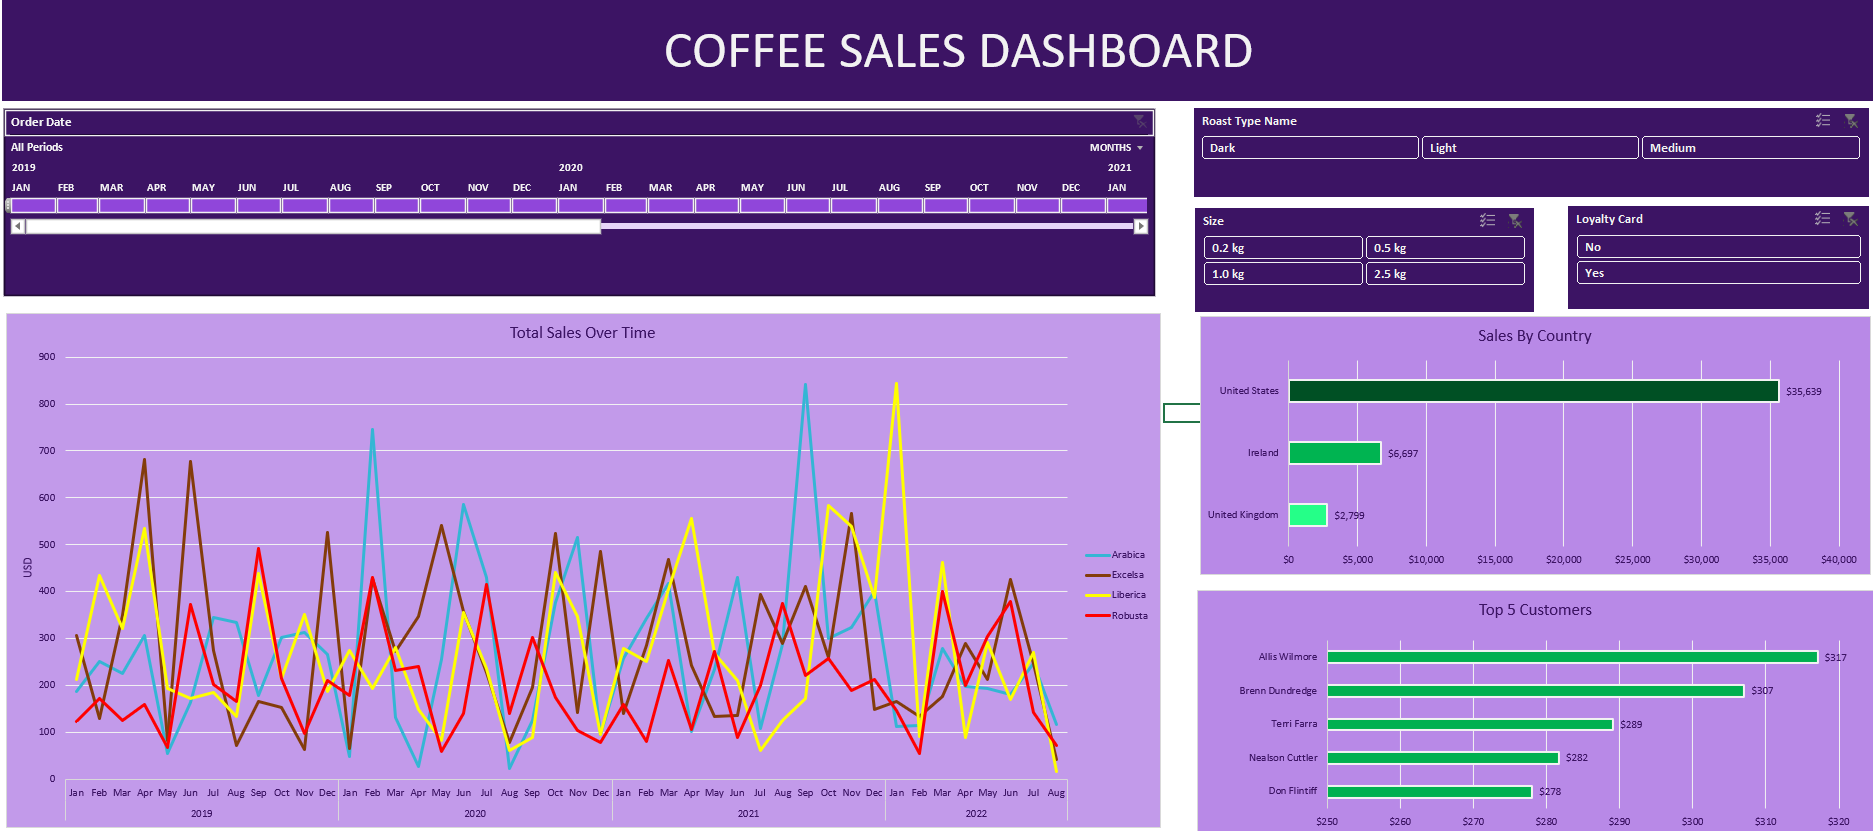 COFFEE SALES DASHBOARD
Order Date
All Periods MONTHS
2019 2020 2021
JAN FEB MAR APR MAY JUN JUL AUG SEP OCT NOV DEC JAN FEB MAR APR MAY JUN JUL AUG SEP OCT NOV DEC JAN
Roast Type Name
Dark Light Medium
Size
0.2 kg 0.5 kg
1.0 kg 2.5 kg
Loyalty Card
No
Yes
Total Sales Over Time
900
800
700
600
500
400
300
200
100
0
USD
Jan Feb Mar Apr May Jun Jul Aug Sep Oct Nov Dec Jan Feb Mar Apr May Jun Jul Aug Sep Oct Nov Dec Jan Feb Mar Apr May Jun Jul Aug Sep Oct Nov Dec Jan Feb Mar Apr May Jun Jul Aug
2019 2020 2021 2022
Arabica
Excelsa
Liberica
Robusta
Sales By Country
United States $35,639
Ireland $6,697
United Kingdom $2,799
$0 $5,000 $10,000 $15,000 $20,000 $25,000 $30,000 $35,000 $40,000
Top 5 Customers
Allis Wilmore $317
Brenn Dundredge $307
Terri Farra $289
Nealson Cuttler $282
Don Flintiff $278
$250 $260 $270 $280 $290 $300 $310 $320